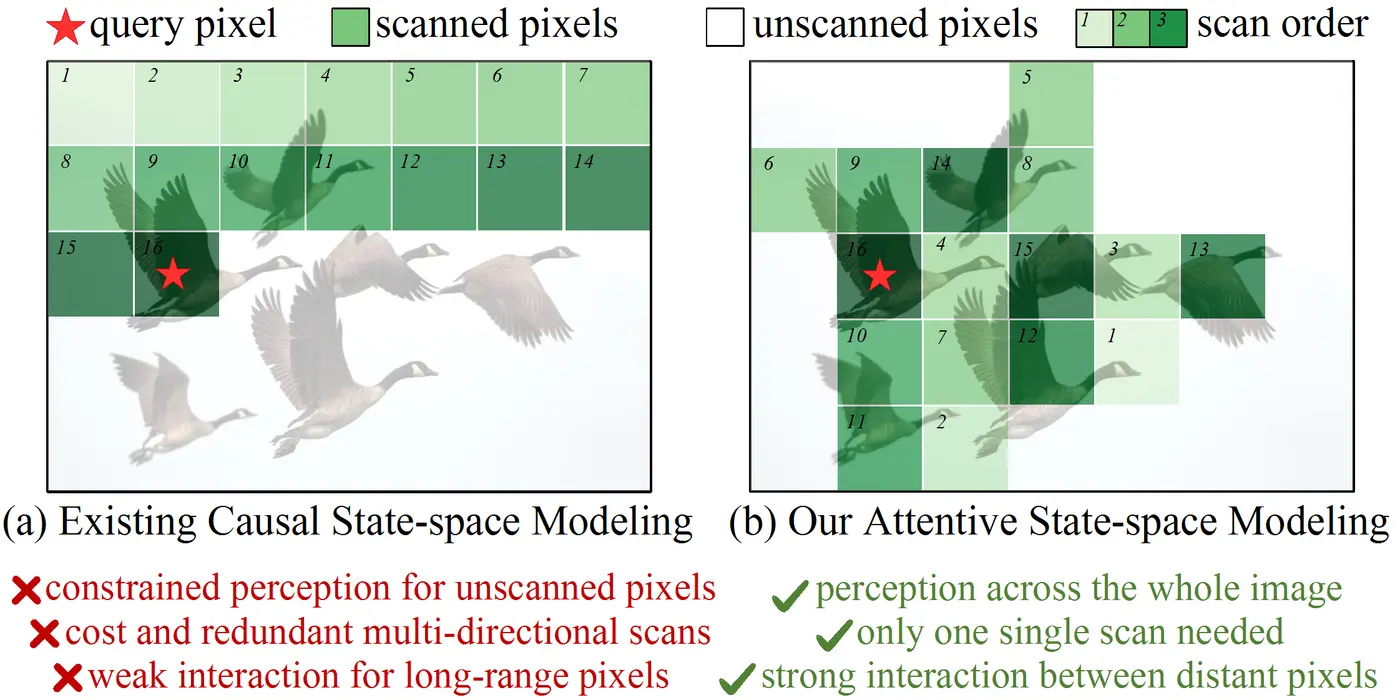 query pixel scanned pixels unscanned pixels 1 2 3 scan order
1 2 3 4 5 6 7
8 9 10 11 12 13 14
15 16
5
6 9 14 8
16 4 15 3 13
10 7 12 1
11 2
(a) Existing Causal State-space Modeling
(b) Our Attentive State-space Modeling
constrained perception for unscanned pixels
cost and redundant multi-directional scans
weak interaction for long-range pixels
perception across the whole image
only one single scan needed
strong interaction between distant pixels